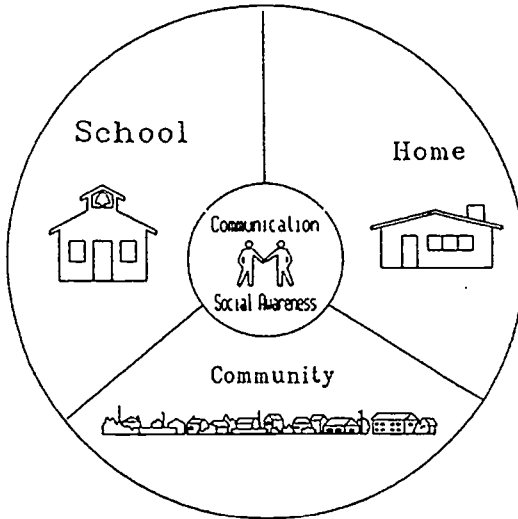 School
Home
Communication
Social Awareness
Community